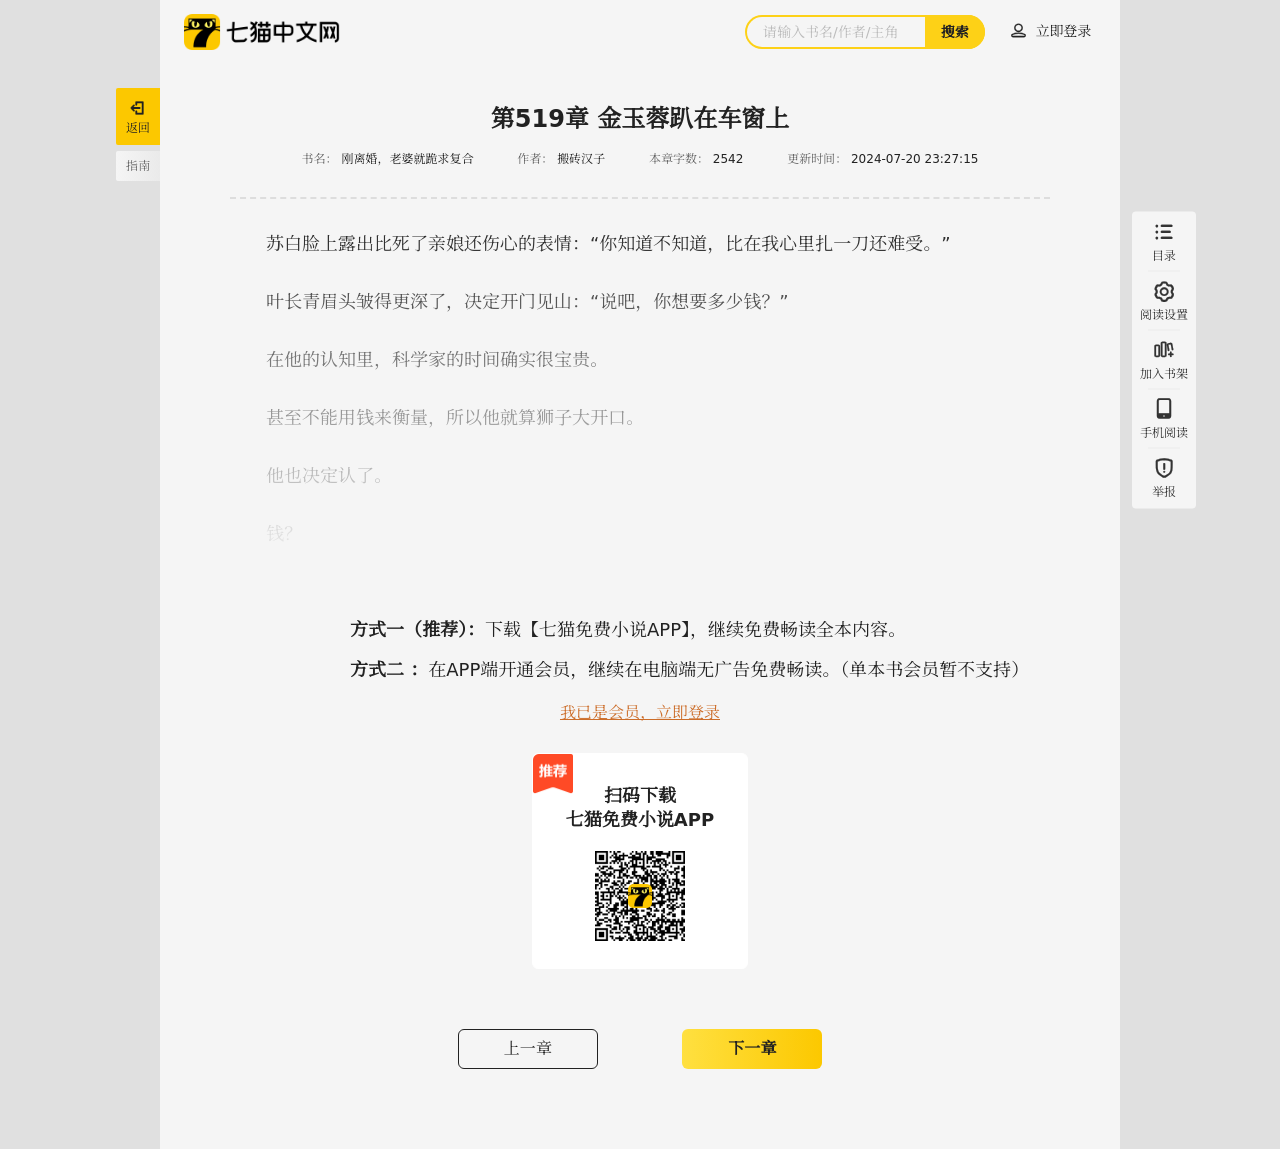 七猫中文网
请输入书名/作者/主角
搜索
立即登录
返回
指南
第519章 金玉蓉趴在车窗上
书名： 刚离婚，老婆就跪求复合 作者： 搬砖汉子 本章字数： 2542 更新时间： 2024-07-20 23:27:15
苏白脸上露出比死了亲娘还伤心的表情：“你知道不知道，比在我心里扎一刀还难受。”
叶长青眉头皱得更深了，决定开门见山：“说吧，你想要多少钱？”
在他的认知里，科学家的时间确实很宝贵。
甚至不能用钱来衡量，所以他就算狮子大开口。
他也决定认了。
钱？
目录
阅读设置
加入书架
手机阅读
举报
方式一（推荐）： 下载【七猫免费小说APP】，继续免费畅读全本内容。
方式二 ： 在APP端开通会员，继续在电脑端无广告免费畅读。（单本书会员暂不支持）
我已是会员，立即登录
推荐
扫码下载
七猫免费小说APP
上一章
下一章